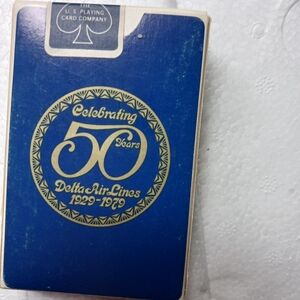 THE
U.S. PLAYING
CARD COMPANY
Celebrating
50
Years
Delta Air Lines
1929-1979